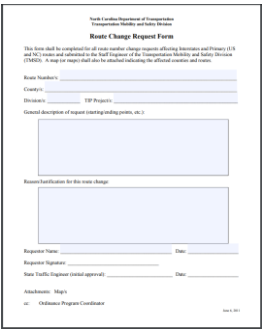 North Carolina Department of Transportation
Transportation Mobility and Safety Division
Route Change Request Form
This form shall be completed for all route number change requests affecting Interstates and Primary (US
and NC) routes and submitted to the State Engineer of the Transportation Mobility and Safety Division
(TMSD). A map (or maps) shall also be attached indicating the affected counties and routes.
Route Number/s:
County/s:
Division/s: TIP Project/s:
General description of request (starting/ending points, etc.):
Reason/Justification for this route change:
Requestor Name: Date:
Requestor Signature:
State Traffic Engineer (initial approval): Date:
Attachments: Map/s
cc: Ordinance Program Coordinator